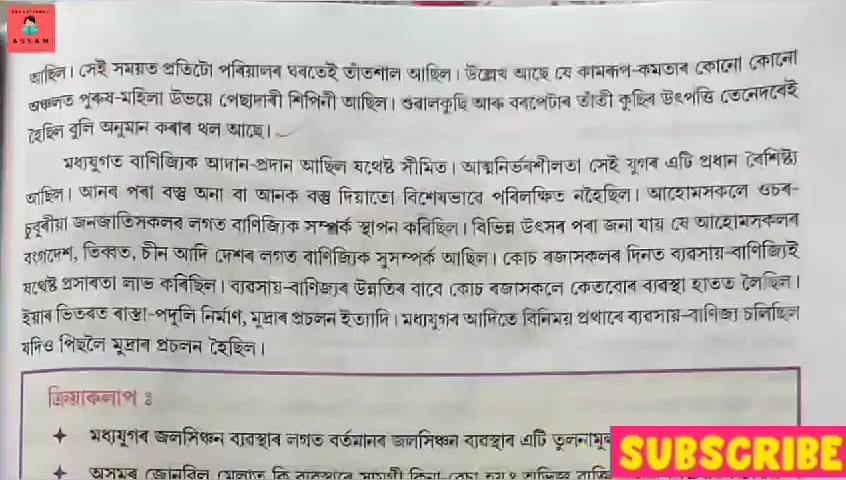 EDUCATIONAL
ASSAM
আছিল। সেই সময়ত প্ৰতিটো পৰিয়ালৰ ঘৰতেই তাঁতশাল আছিল। উল্লেখ আছে যে কামৰূপ-কমতাৰ কোনো কোনো
অঞ্চলত পুৰুষ-মহিলা উভয়ে পেছাদাৰী শিপিনী আছিল। শুৱালকুছি আৰু বৰপেটাৰ তাঁতী কুছিৰ উৎপত্তি তেনেদৰেই
হৈছিল বুলি অনুমান কৰাৰ থল আছে।
মধ্যযুগত বাণিজ্যিক আদান-প্ৰদান আছিল যথেষ্ট সীমিত। আত্মনিৰ্ভৰশীলতা সেই যুগৰ এটি প্ৰধান বৈশিষ্ট্য
আছিল। আনৰ পৰা বস্তু অনা বা আনক বস্তু দিয়াতো বিশেষভাবে পৰিলক্ষিত নহৈছিল। আহোমসকলে ওচৰ-
চুবুৰীয়া জনজাতিসকলৰ লগত বাণিজ্যিক সম্পৰ্ক স্থাপন কৰিছিল। বিভিন্ন উৎসৰ পৰা জনা যায় যে আহোমসকলৰ
বংগদেশ, তিব্বত, চীন আদি দেশৰ লগত বাণিজ্যিক সুসম্পৰ্ক আছিল। কোচ ৰজাসকলৰ দিনত ব্যৱসায়-বাণিজ্যই
যথেষ্ট প্ৰসাৰতা লাভ কৰিছিল। ব্যৱসায়-বাণিজ্যৰ উন্নতিৰ বাবে কোচ ৰজাসকলে কেতবোৰ ব্যৱস্থা হাতত লৈছিল।
ইয়াৰ ভিতৰত ৰাস্তা-পদূলি নিৰ্মাণ, মুদ্ৰাৰ প্ৰচলন ইত্যাদি। মধ্যযুগৰ আদিতে বিনিময় প্ৰথাৰে ব্যৱসায়-বাণিজ্য চলিছিল
যদিও পিছলৈ মুদ্ৰাৰ প্ৰচলন হৈছিল।
ক্ৰিয়াকলাপ :
✦ মধ্যযুগৰ জলসিঞ্চন ব্যৱস্থাৰ লগত বৰ্তমানৰ জলসিঞ্চন ব্যৱস্থাৰ এটি
✦ অসমৰ জোনবিল মেলাত কি
SUBSCRIBE